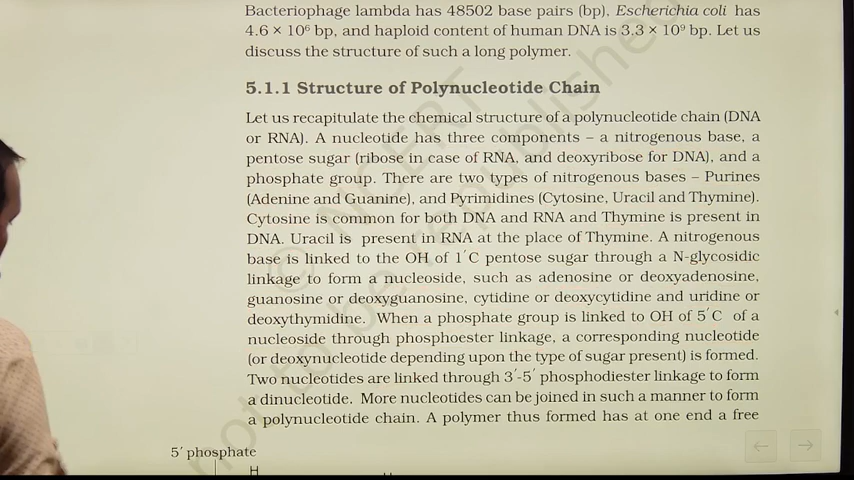 Bacteriophage lambda has 48502 base pairs (bp), Escherichia coli has
4.6 × 10⁶ bp, and haploid content of human DNA is 3.3 × 10⁹ bp. Let us
discuss the structure of such a long polymer.
5.1.1 Structure of Polynucleotide Chain
Let us recapitulate the chemical structure of a polynucleotide chain (DNA
or RNA). A nucleotide has three components – a nitrogenous base, a
pentose sugar (ribose in case of RNA, and deoxyribose for DNA), and a
phosphate group. There are two types of nitrogenous bases – Purines
(Adenine and Guanine), and Pyrimidines (Cytosine, Uracil and Thymine).
Cytosine is common for both DNA and RNA and Thymine is present in
DNA. Uracil is present in RNA at the place of Thymine. A nitrogenous
base is linked to the OH of 1′C pentose sugar through a N-glycosidic
linkage to form a nucleoside, such as adenosine or deoxyadenosine,
guanosine or deoxyguanosine, cytidine or deoxycytidine and uridine or
deoxythymidine. When a phosphate group is linked to OH of 5′C of a
nucleoside through phosphoester linkage, a corresponding nucleotide
(or deoxynucleotide depending upon the type of sugar present) is formed.
Two nucleotides are linked through 3′-5′ phosphodiester linkage to form
a dinucleotide. More nucleotides can be joined in such a manner to form
a polynucleotide chain. A polymer thus formed has at one end a free
5′ phosphate
H
© NCERT
not to be republished